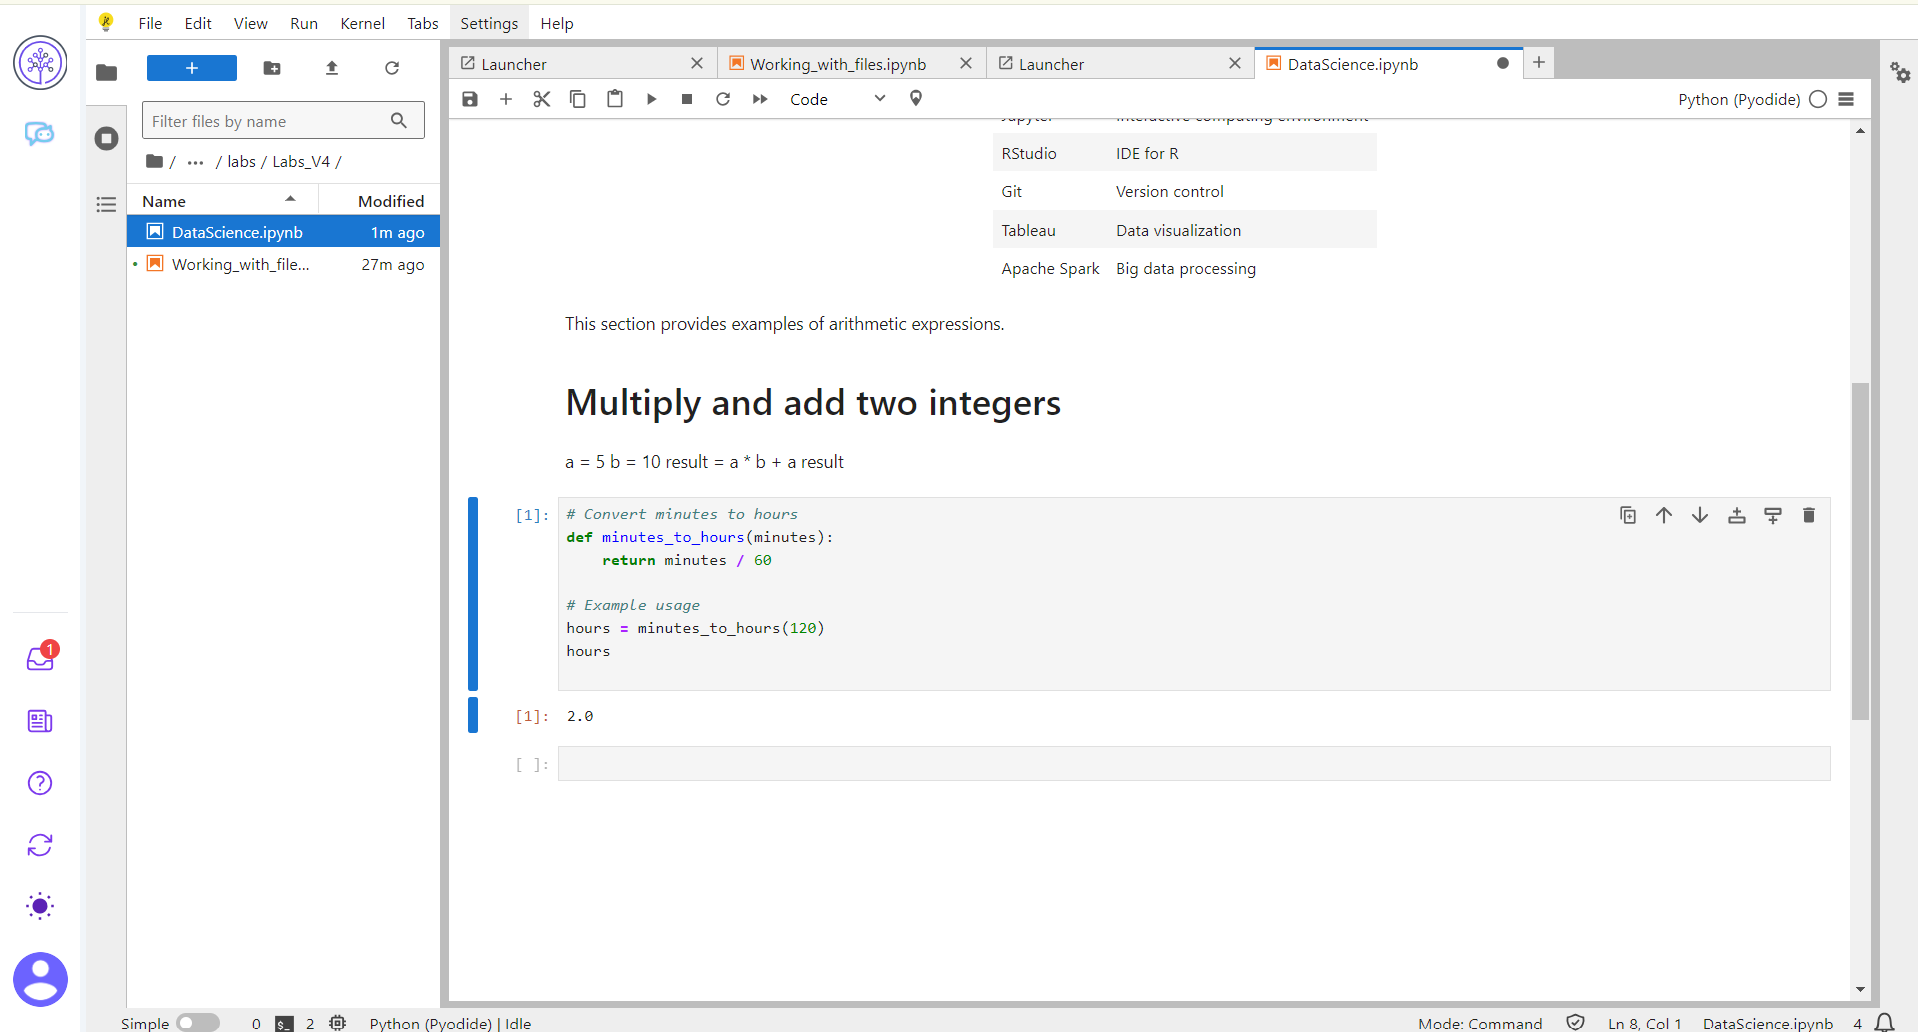 File Edit View Run Kernel Tabs Settings Help
+
Filter files by name
/ ... / labs / Labs_V4 /
Name Modified
DataScience.ipynb 1m ago
Working_with_file... 27m ago
Launcher Working_with_files.ipynb Launcher DataScience.ipynb +
Code Python (Pyodide)
Jupyter Interactive computing environment
RStudio IDE for R
Git Version control
Tableau Data visualization
Apache Spark Big data processing
This section provides examples of arithmetic expressions.
Multiply and add two integers
a = 5 b = 10 result = a * b + a result
[1]: # Convert minutes to hours
def minutes_to_hours(minutes):
    return minutes / 60
# Example usage
hours = minutes_to_hours(120)
hours
[1]: 2.0
[ ]:
1
Simple 0 $_ 2 Python (Pyodide) | Idle Mode: Command Ln 8, Col 1 DataScience.ipynb 4